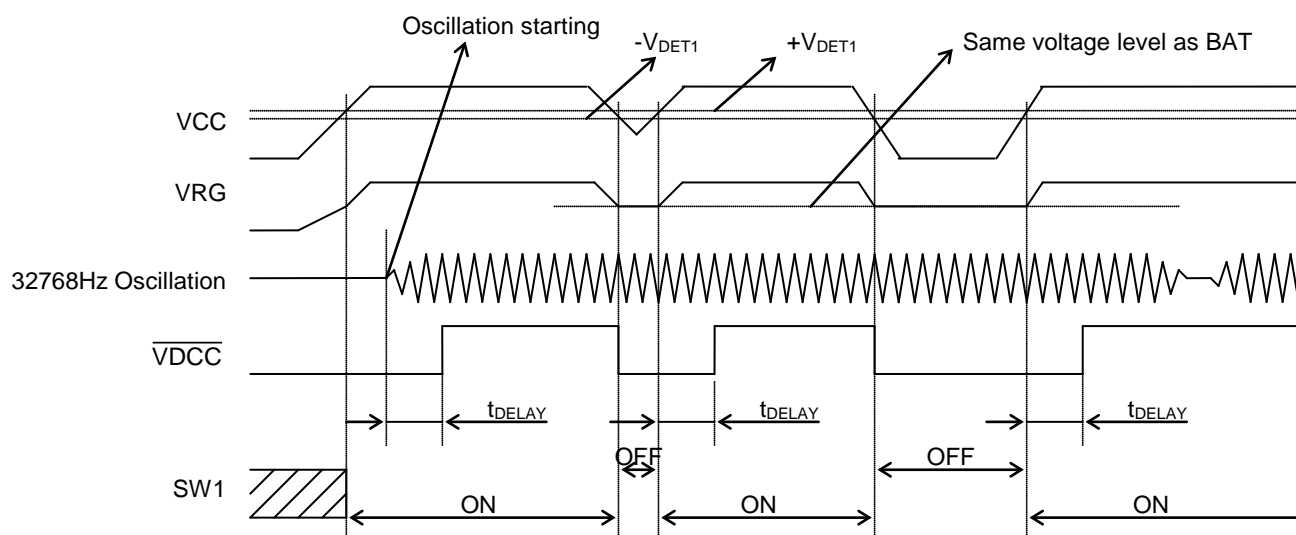 Oscillation starting
-VDET1
+VDET1
Same voltage level as BAT
VCC
VRG
32768Hz Oscillation
VDCC
tDELAY
tDELAY
tDELAY
OFF
OFF
SW1
ON
ON
ON